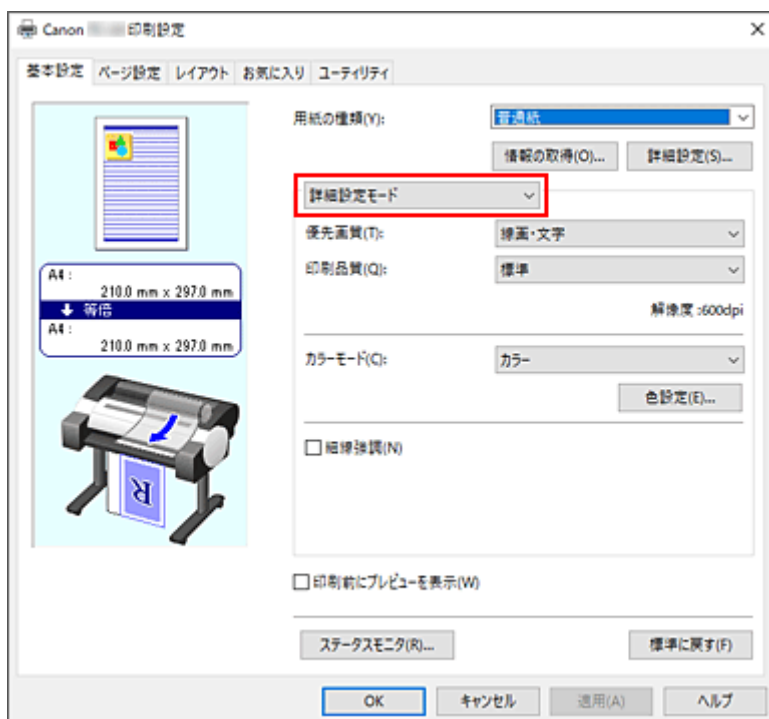 Canon 印刷設定
基本設定 ページ設定 レイアウト お気に入り ユーティリティ
用紙の種類(Y): 普通紙
情報の取得(O)... 詳細設定(S)...
詳細設定モード
優先画質(T): 線画・文字
印刷品質(Q): 標準
解像度 :600dpi
カラーモード(C): カラー
色設定(E)...
細線強調(N)
A4 :
210.0 mm x 297.0 mm
等倍
A4 :
210.0 mm x 297.0 mm
R
印刷前にプレビューを表示(W)
ステータスモニタ(R)... 標準に戻す(F)
OK キャンセル 適用(A) ヘルプ